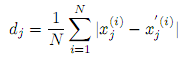 $d_j = \frac{1}{N} \sum_{i=1}^{N} |x_j^{(i)} - x_j^{'(i)}|$